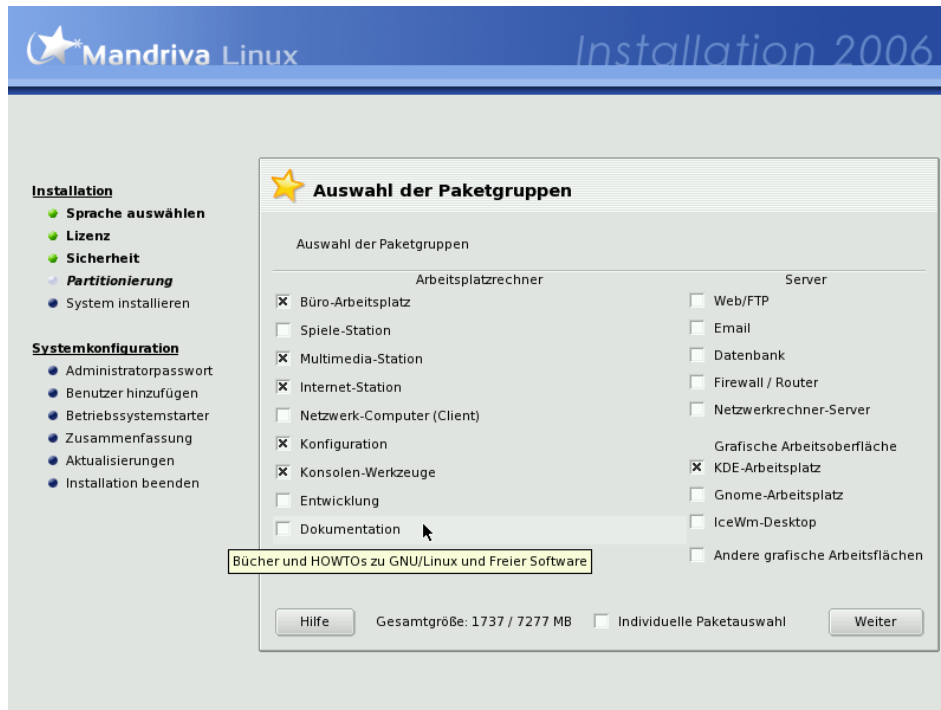 Mandriva Linux
Installation 2006
Installation
Sprache auswählen
Lizenz
Sicherheit
Partitionierung
System installieren
Systemkonfiguration
Administratorpasswort
Benutzer hinzufügen
Betriebssystemstarter
Zusammenfassung
Aktualisierungen
Installation beenden
Auswahl der Paketgruppen
Auswahl der Paketgruppen
Arbeitsplatzrechner
Büro-Arbeitsplatz
Spiele-Station
Multimedia-Station
Internet-Station
Netzwerk-Computer (Client)
Konfiguration
Konsolen-Werkzeuge
Entwicklung
Dokumentation
Bücher und HOWTOs zu GNU/Linux und Freier Software
Server
Web/FTP
Email
Datenbank
Firewall / Router
Netzwerkrechner-Server
Grafische Arbeitsoberfläche
KDE-Arbeitsplatz
Gnome-Arbeitsplatz
IceWm-Desktop
Andere grafische Arbeitsflächen
Hilfe
Gesamtgröße: 1737 / 7277 MB
Individuelle Paketauswahl
Weiter